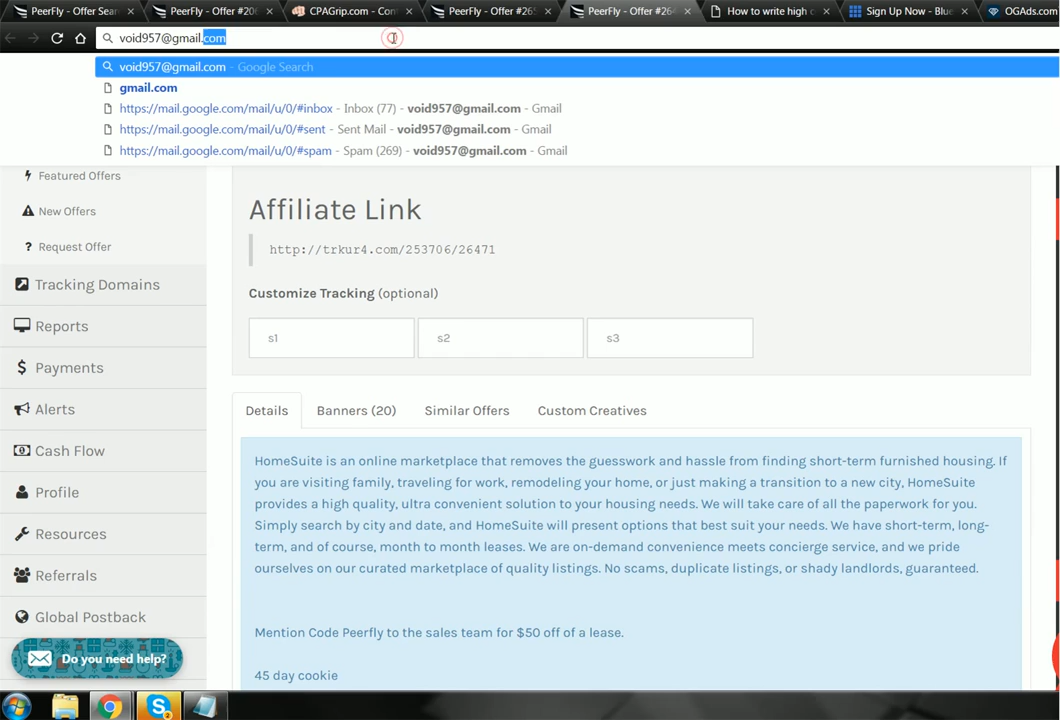 PeerFly - Offer Sear
PeerFly - Offer #20
CPAGrip.com - Con
PeerFly - Offer #26
PeerFly - Offer #26
How to write high c
Sign Up Now - Blue
OGAds.com
void957@gmail.com
void957@gmail.com - Google Search
gmail.com
https://mail.google.com/mail/u/0/#inbox - Inbox (77) - void957@gmail.com - Gmail
https://mail.google.com/mail/u/0/#sent - Sent Mail - void957@gmail.com - Gmail
https://mail.google.com/mail/u/0/#spam - Spam (269) - void957@gmail.com - Gmail
Featured Offers
New Offers
? Request Offer
Tracking Domains
Reports
$ Payments
Alerts
Cash Flow
Profile
Resources
Referrals
Global Postback
Do you need help?
Affiliate Link
http://trkur4.com/253706/26471
Customize Tracking (optional)
s1 s2 s3
Details Banners (20) Similar Offers Custom Creatives
HomeSuite is an online marketplace that removes the guesswork and hassle from finding short-term furnished housing. If
you are visiting family, traveling for work, remodeling your home, or just making a transition to a new city, HomeSuite
provides a high quality, ultra convenient solution to your housing needs. We will take care of all the paperwork for you.
Simply search by city and date, and HomeSuite will present options that best suit your needs. We have short-term, long-
term, and of course, month to month leases. We are on-demand convenience meets concierge service, and we pride
ourselves on our curated marketplace of quality listings. No scams, duplicate listings, or shady landlords, guaranteed.
Mention Code Peerfly to the sales team for $50 off of a lease.
45 day cookie